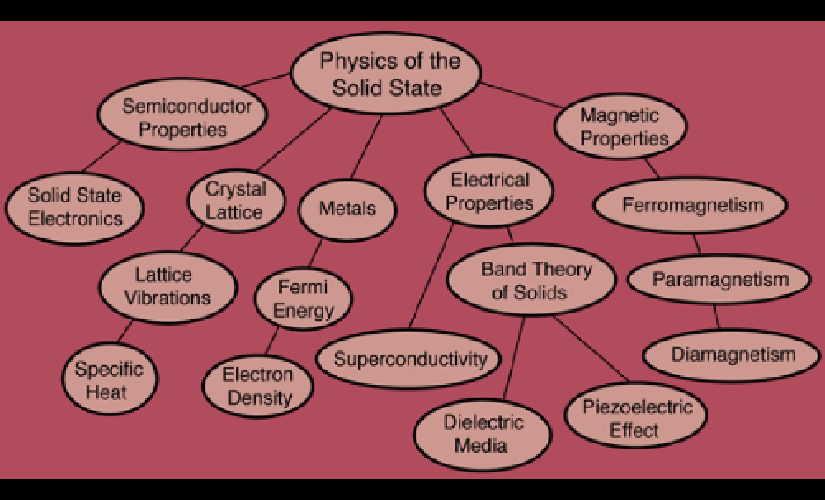 Physics of the
Solid State
Semiconductor
Properties
Magnetic
Properties
Solid State
Electronics
Crystal
Lattice
Metals
Electrical
Properties
Ferromagnetism
Lattice
Vibrations
Fermi
Energy
Band Theory
of Solids
Paramagnetism
Specific
Heat
Electron
Density
Superconductivity
Diamagnetism
Dielectric
Media
Piezoelectric
Effect